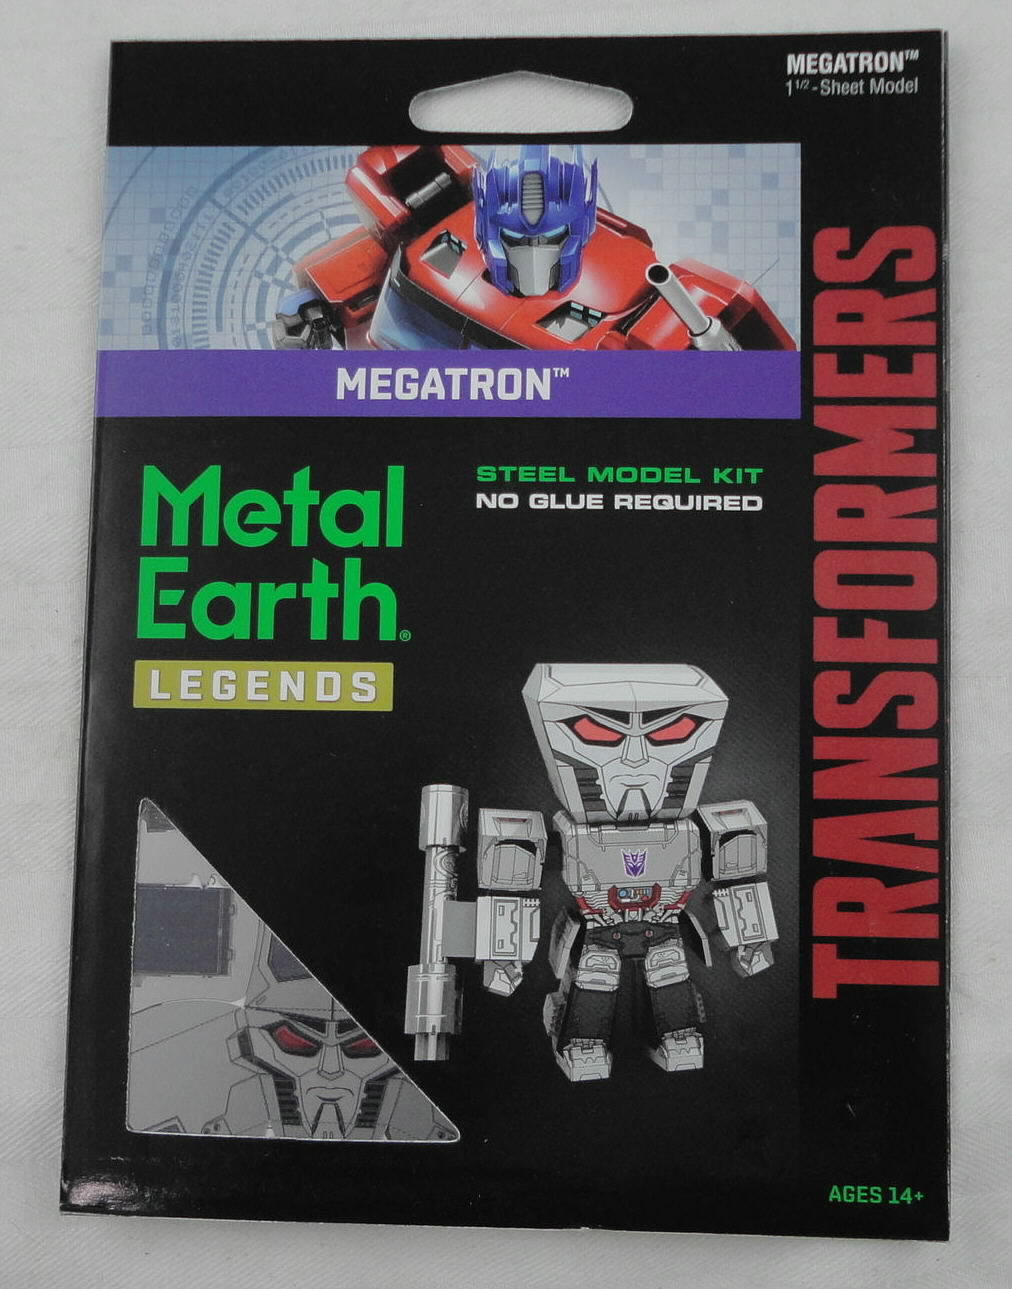 MEGATRON™
1 1/2 - Sheet Model
MEGATRON™
TRANSFORMERS
Metal
Earth®
LEGENDS
STEEL MODEL KIT
NO GLUE REQUIRED
AGES 14+